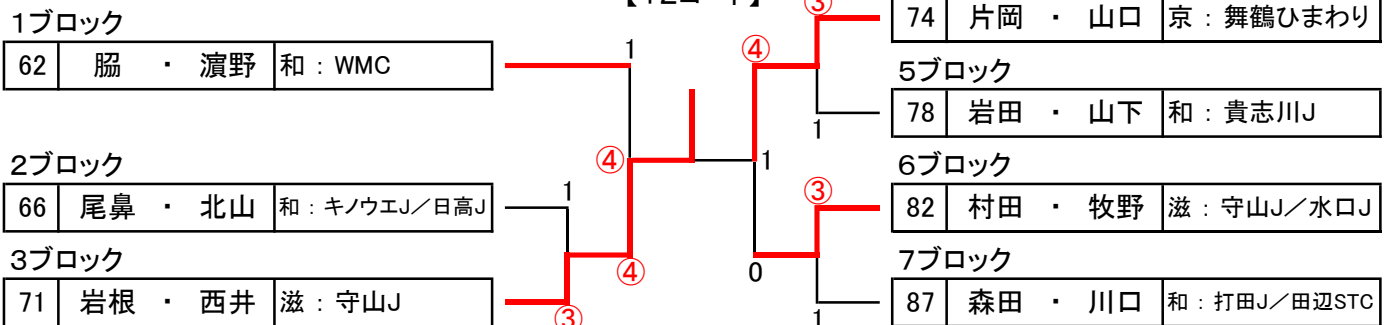 1ブロック
62 脇 ・ 濵野 和 : WMC
2ブロック
66 尾鼻 ・ 北山 和 : キノウエJ／日高J
3ブロック
71 岩根 ・ 西井 滋 : 守山J
1
④
1
④
③
④
③
1
1
③
0
1
74 片岡 ・ 山口 京 : 舞鶴ひまわり
5ブロック
78 岩田 ・ 山下 和 : 貴志川J
6ブロック
82 村田 ・ 牧野 滋 : 守山J／水口J
7ブロック
87 森田 ・ 川口 和 : 打田J／田辺STC